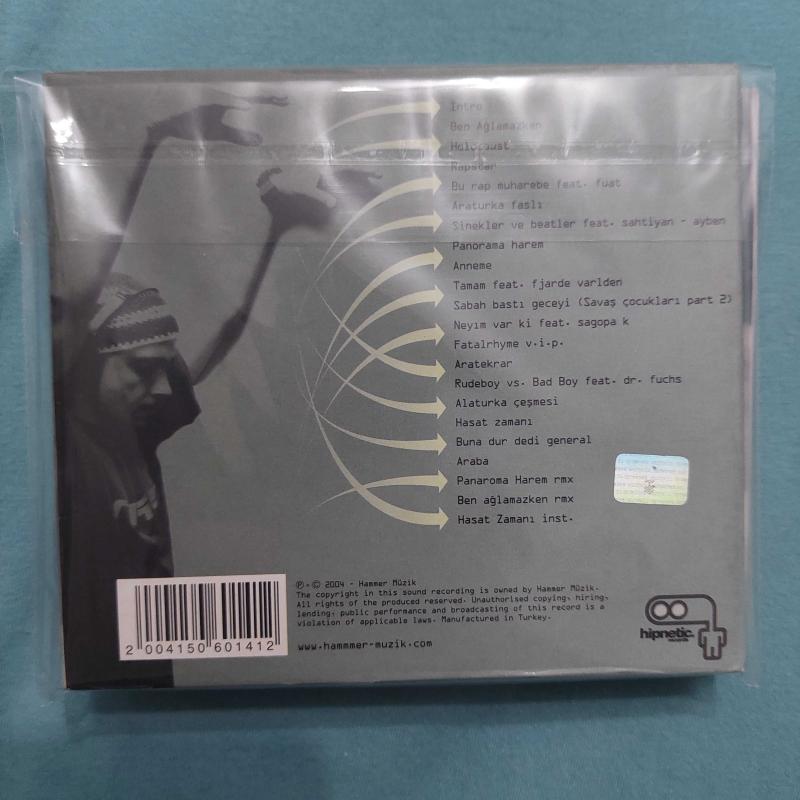 Intro
Ben Ağlamazken
Holocaust
Rapstar
Bu rap muharebe feat. fuat
Araturka faslı
Sinekler ve beatler feat. sahtiyan - ayben
Panorama harem
Anneme
Tamam feat. fjarde varlden
Sabah bastı geceyi (Savaş çocukları part 2)
Neyim var ki feat. sagopa k
Fatalrhyme v.i.p.
Aratekrar
Rudeboy vs. Bad Boy feat. dr. fuchs
Alaturka çeşmesi
Hasat zamanı
Buna dur dedi general
Araba
Panaroma Harem rmx
Ben ağlamazken rmx
Hasat Zamanı inst.
℗.© 2004 - Hammer Müzik
The copyright in this sound recording is owned by Hammer Müzik.
All rights of the produced reserved. Unauthorised copying, hiring,
lending, public performance and broadcasting of this record is a
violation of applicable laws. Manufactured in Turkey.
www.hammmer-muzik.com
2 004150 601412
hipnetic.
records